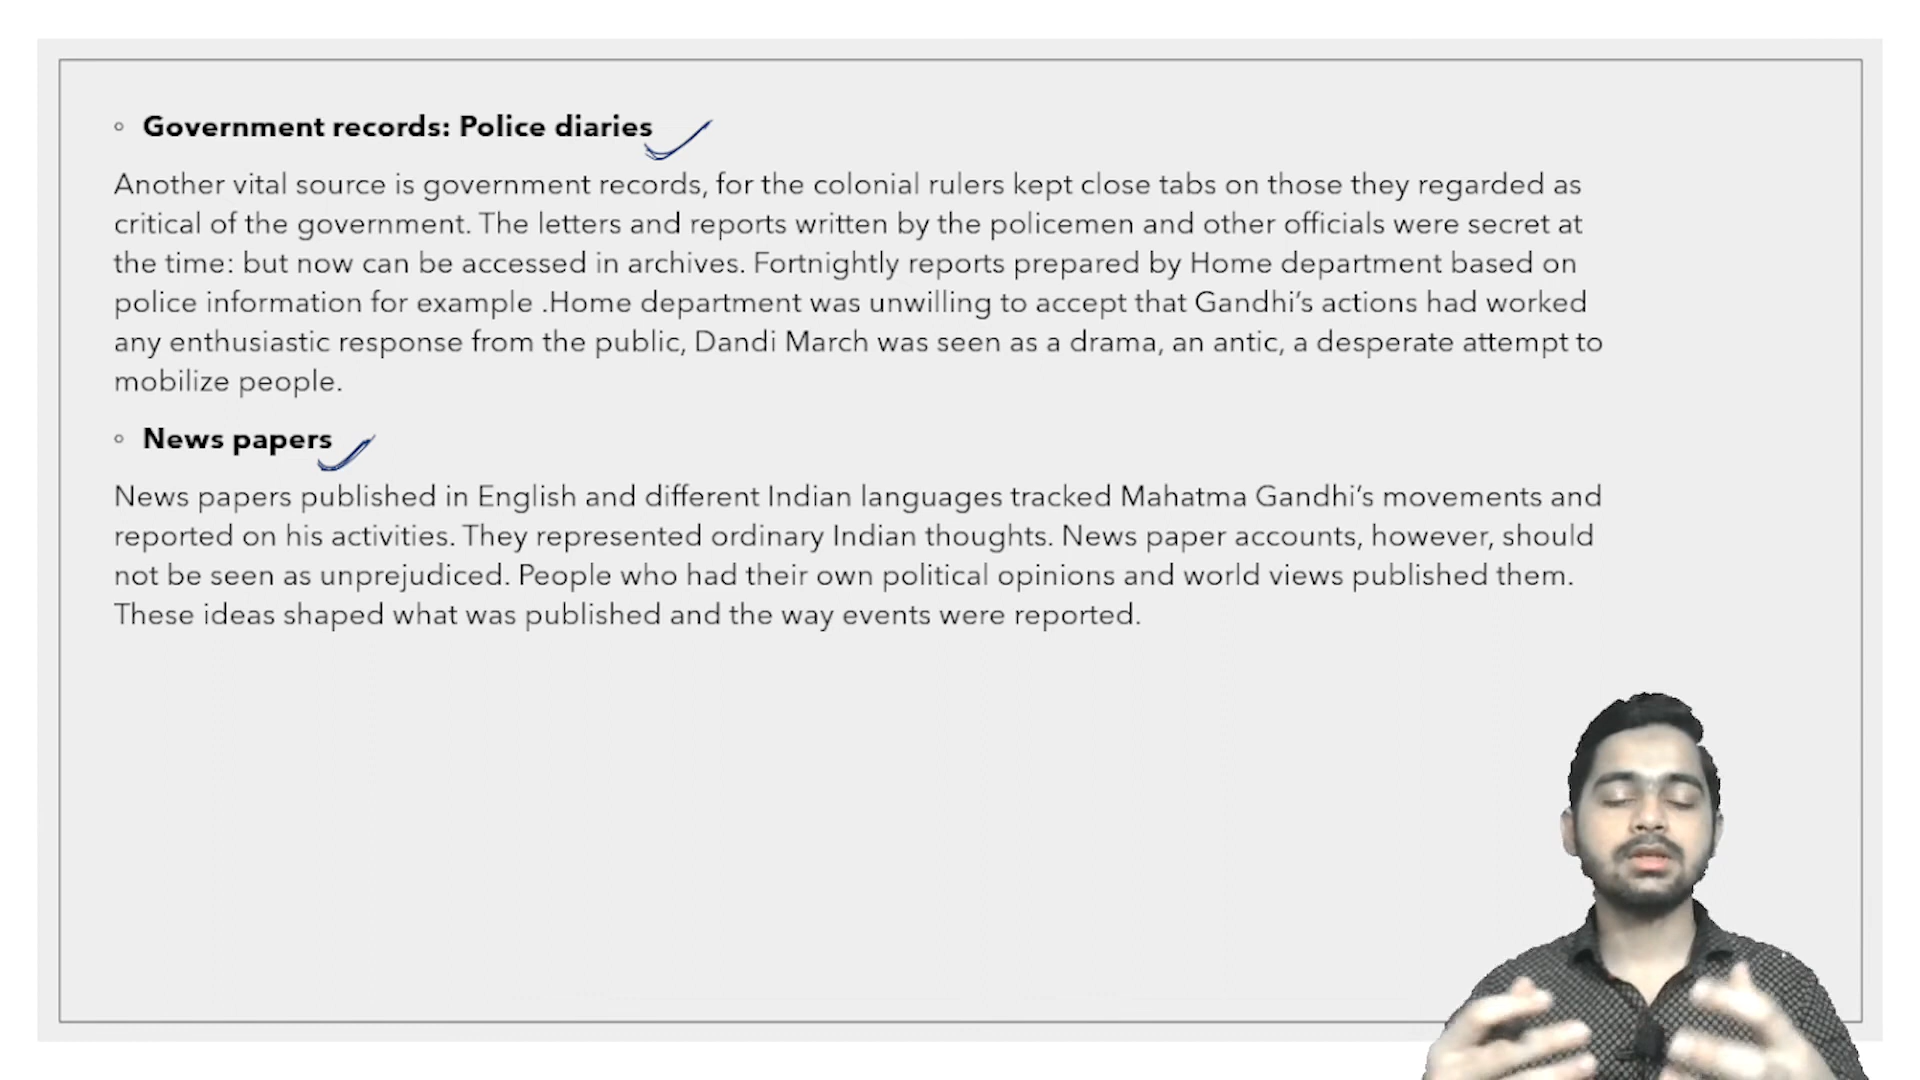 ◦ Government records: Police diaries
Another vital source is government records, for the colonial rulers kept close tabs on those they regarded as
critical of the government. The letters and reports written by the policemen and other officials were secret at
the time: but now can be accessed in archives. Fortnightly reports prepared by Home department based on
police information for example .Home department was unwilling to accept that Gandhi’s actions had worked
any enthusiastic response from the public, Dandi March was seen as a drama, an antic, a desperate attempt to
mobilize people.
◦ News papers
News papers published in English and different Indian languages tracked Mahatma Gandhi’s movements and
reported on his activities. They represented ordinary Indian thoughts. News paper accounts, however, should
not be seen as unprejudiced. People who had their own political opinions and world views published them.
These ideas shaped what was published and the way events were reported.